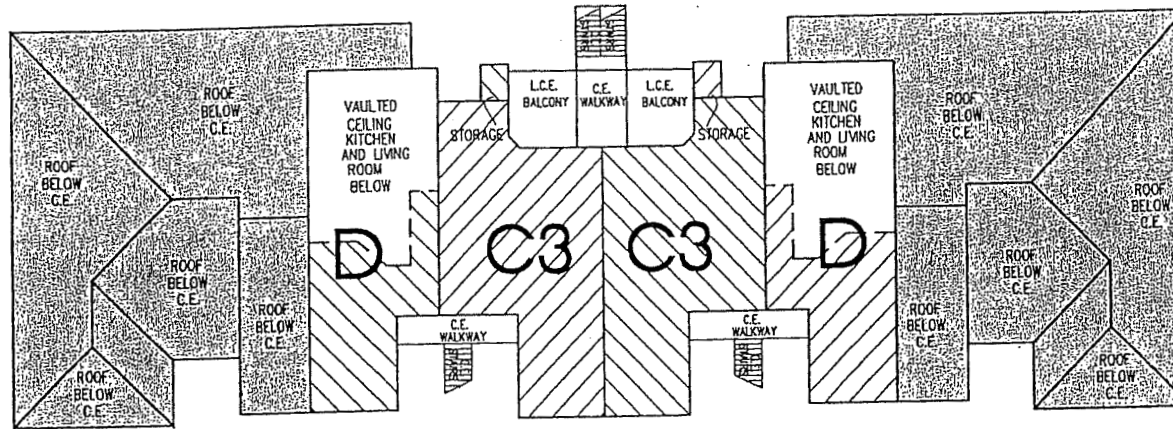 ROOF
BELOW
C.E.
ROOF
BELOW
C.E.
VAULTED
CEILING
KITCHEN
AND LIVING
ROOM
BELOW
STORAGE
L.C.E.
BALCONY
C.E.
WALKWAY
L.C.E.
BALCONY
STORAGE
VAULTED
CEILING
KITCHEN
AND LIVING
ROOM
BELOW
ROOF
BELOW
C.E.
ROOF
BELOW
C.E.
D
C3
C3
D
ROOF
BELOW
C.E.
ROOF
BELOW
C.E.
ROOF
BELOW
C.E.
C.E.
WALKWAY
C.E.
WALKWAY
ROOF
BELOW
C.E.
ROOF
BELOW
C.E.
ROOF
BELOW
C.E.